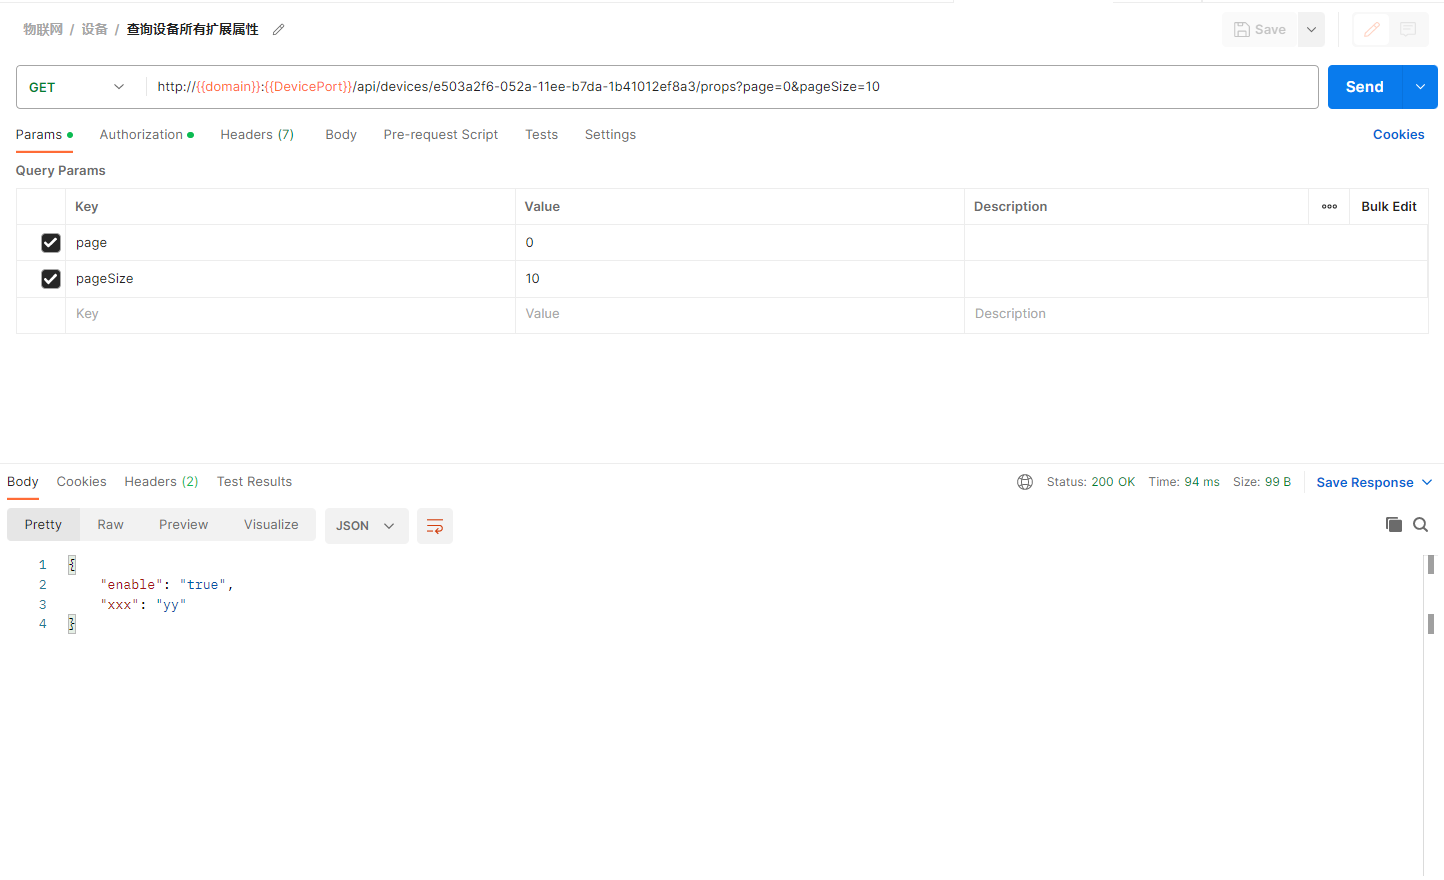 物联网 / 设备 / 查询设备所有扩展属性
Save
GET http://{{domain}}:{{DevicePort}}/api/devices/e503a2f6-052a-11ee-b7da-1b41012ef8a3/props?page=0&pageSize=10
Send
Params Authorization Headers (7) Body Pre-request Script Tests Settings Cookies
Query Params
Key Value Description Bulk Edit
page 0
pageSize 10
Key Value Description
Body Cookies Headers (2) Test Results Status: 200 OK Time: 94 ms Size: 99 B Save Response
Pretty Raw Preview Visualize JSON
1 {
2 "enable": "true",
3 "xxx": "yy"
4 }